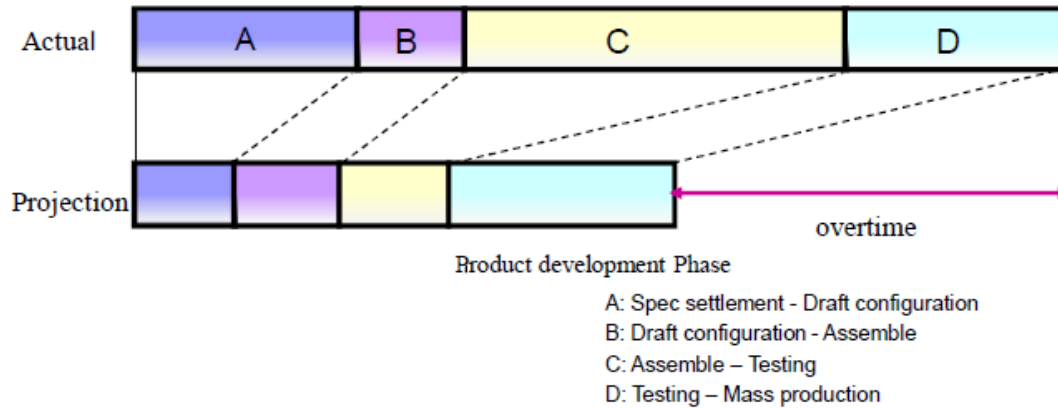 Actual
A
B
C
D
Projection
overtime
Product development Phase
A: Spec settlement - Draft configuration
B: Draft configuration - Assemble
C: Assemble – Testing
D: Testing – Mass production